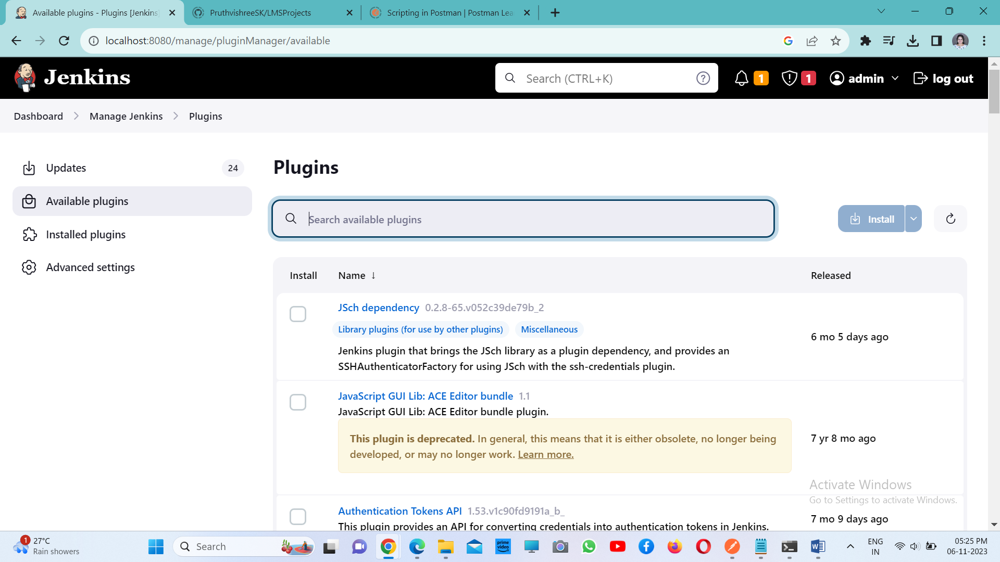 Available plugins - Plugins [Jenkins]
PruthvishreeSK/LMSProjects
Scripting in Postman | Postman Lea
localhost:8080/manage/pluginManager/available
Jenkins
Search (CTRL+K)
1
1
admin
log out
Dashboard
Manage Jenkins
Plugins
Updates
24
Available plugins
Installed plugins
Advanced settings
Plugins
Search available plugins
Install
Install
Name ↓
Released
JSch dependency 0.2.8-65.v052c39de79b_2
Library plugins (for use by other plugins)
Miscellaneous
Jenkins plugin that brings the JSch library as a plugin dependency, and provides an
SSHAuthenticatorFactory for using JSch with the ssh-credentials plugin.
6 mo 5 days ago
JavaScript GUI Lib: ACE Editor bundle 1.1
JavaScript GUI Lib: ACE Editor bundle plugin.
This plugin is deprecated. In general, this means that it is either obsolete, no longer being
developed, or may no longer work. Learn more.
7 yr 8 mo ago
Activate Windows
Go to Settings to activate Windows.
Authentication Tokens API 1.53.v1c90fd9191a_b_
This plugin provides an API for converting credentials into authentication tokens in Jenkins.
7 mo 9 days ago
1
27°C
Rain showers
Search
prime
video
ENG
IN
05:25 PM
06-11-2023